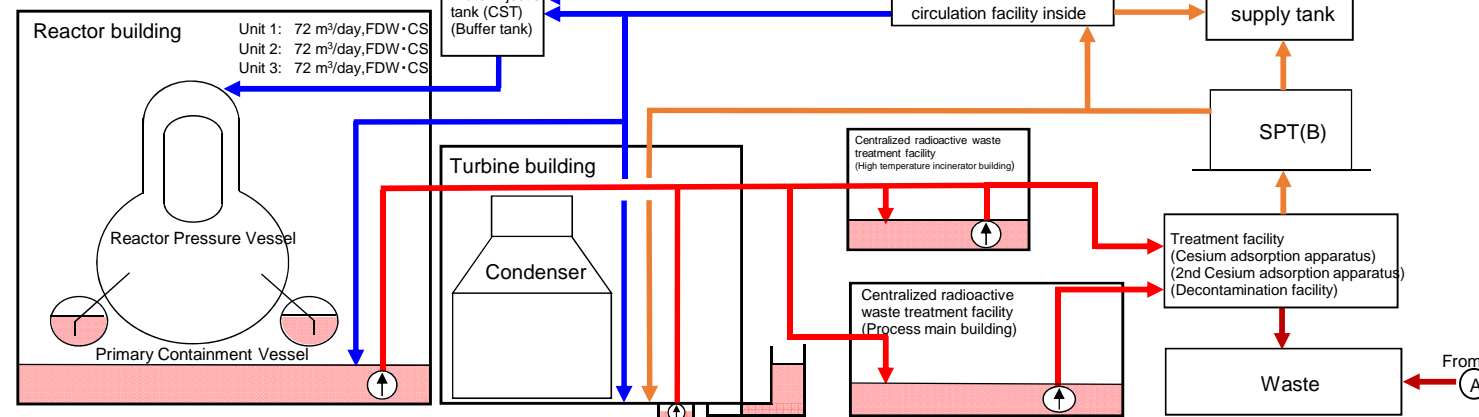 tank (CST)
(Buffer tank)
circulation facility inside
supply tank
Reactor building
Unit 1: 72 m³/day,FDW・CS
Unit 2: 72 m³/day,FDW・CS
Unit 3: 72 m³/day,FDW・CS
SPT(B)
Turbine building
Centralized radioactive waste
treatment facility
(High temperature incinerator building)
Reactor Pressure Vessel
Condenser
Treatment facility
(Cesium adsorption apparatus)
(2nd Cesium adsorption apparatus)
(Decontamination facility)
Centralized radioactive
waste treatment facility
(Process main building)
Primary Containment Vessel
Waste
From
A